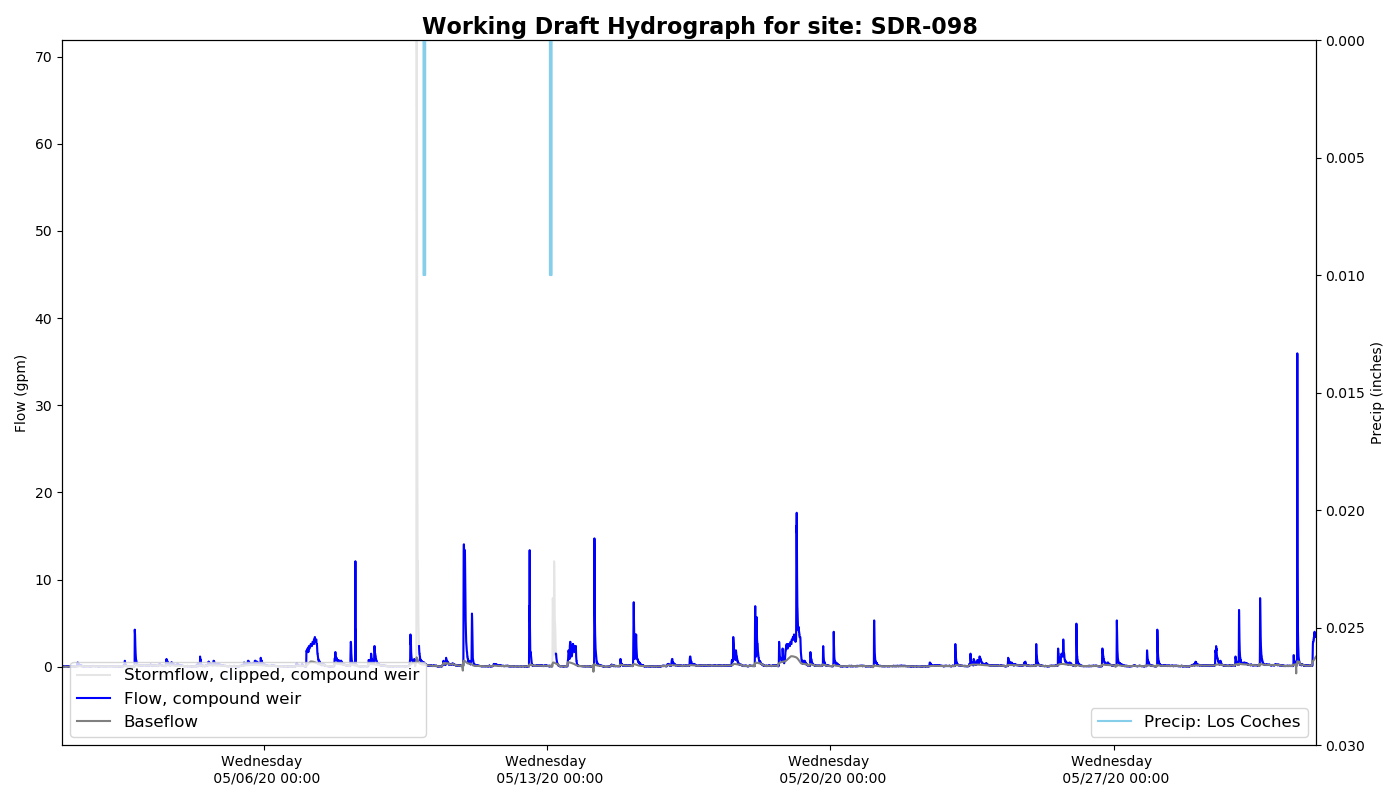 Working Draft Hydrograph for site: SDR-098
70
60
50
40
30
20
10
0
Flow (gpm)
0.000
0.005
0.010
0.015
0.020
0.025
0.030
Precip (inches)
Stormflow, clipped, compound weir
Flow, compound weir
Baseflow
Precip: Los Coches
Wednesday
05/06/20 00:00
Wednesday
05/13/20 00:00
Wednesday
05/20/20 00:00
Wednesday
05/27/20 00:00